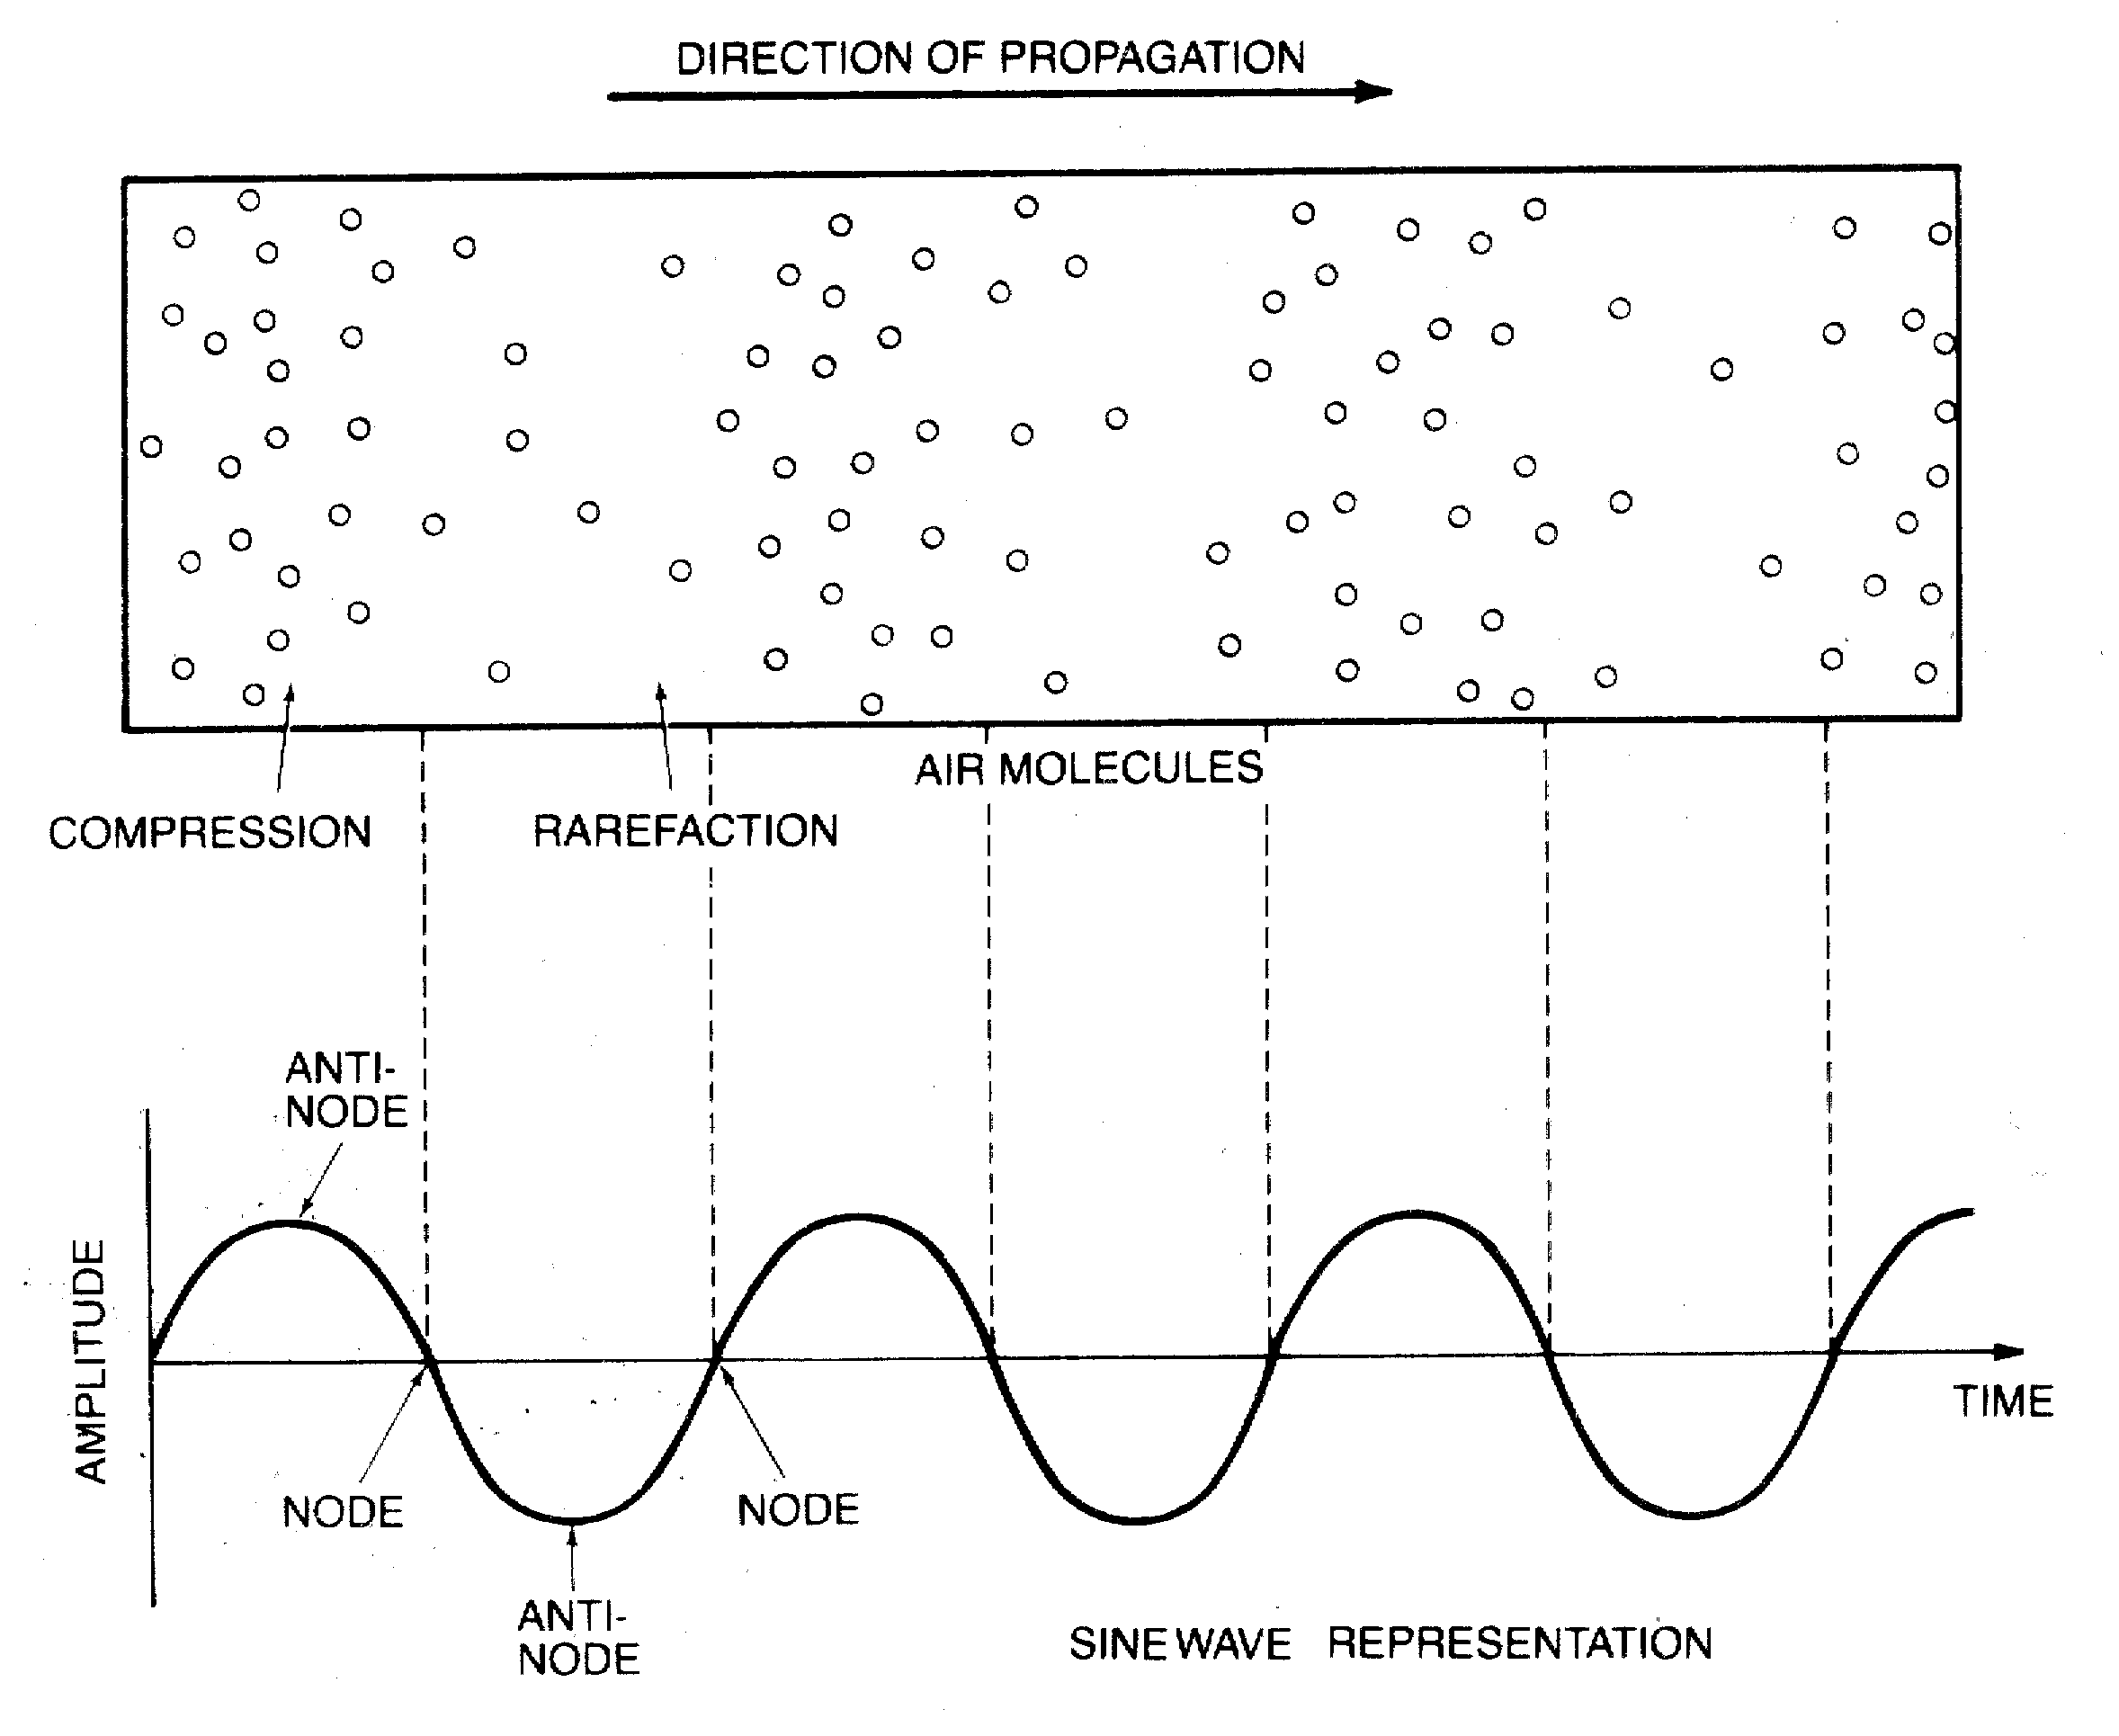 DIRECTION OF PROPAGATION
AIR MOLECULES
COMPRESSION
RAREFACTION
ANTI-
NODE
AMPLITUDE
TIME
NODE
NODE
ANTI-
NODE
SINE WAVE REPRESENTATION